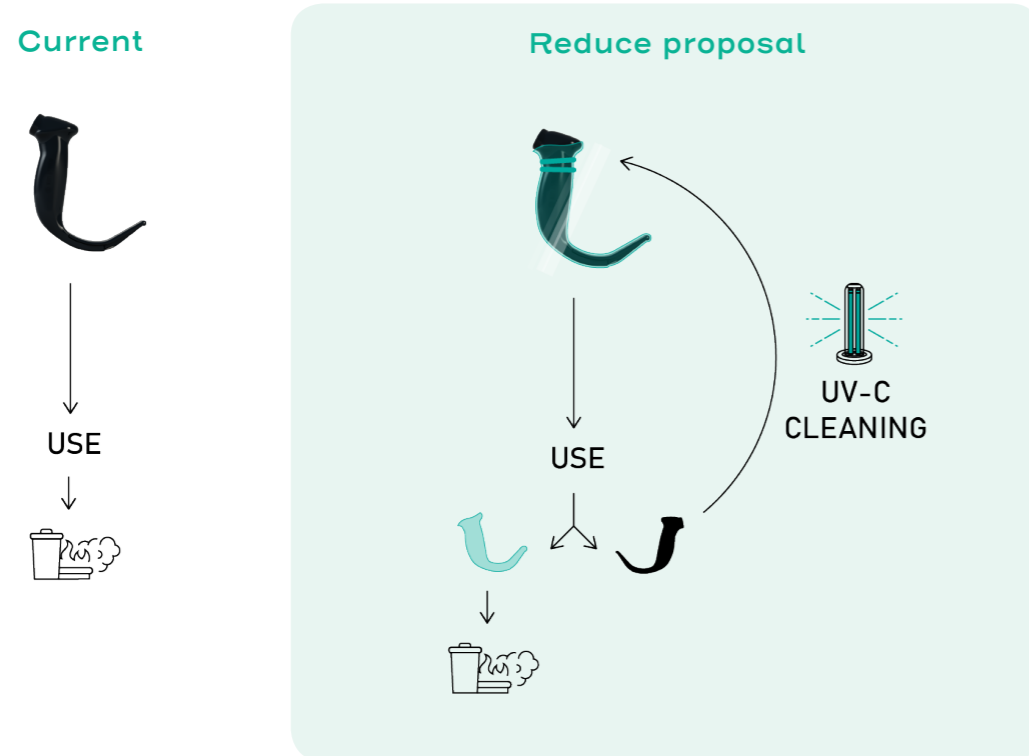 Current
Reduce proposal
USE
USE
UV-C
CLEANING